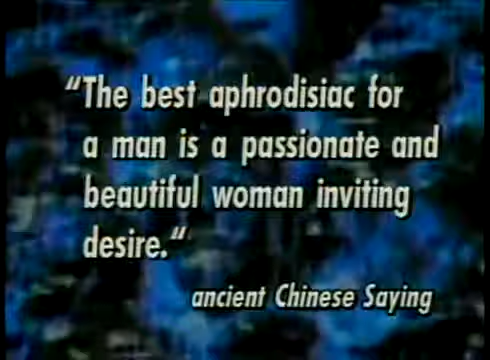 "The best aphrodisiac for
a man is a passionate and
beautiful woman inviting
desire."
ancient Chinese Saying